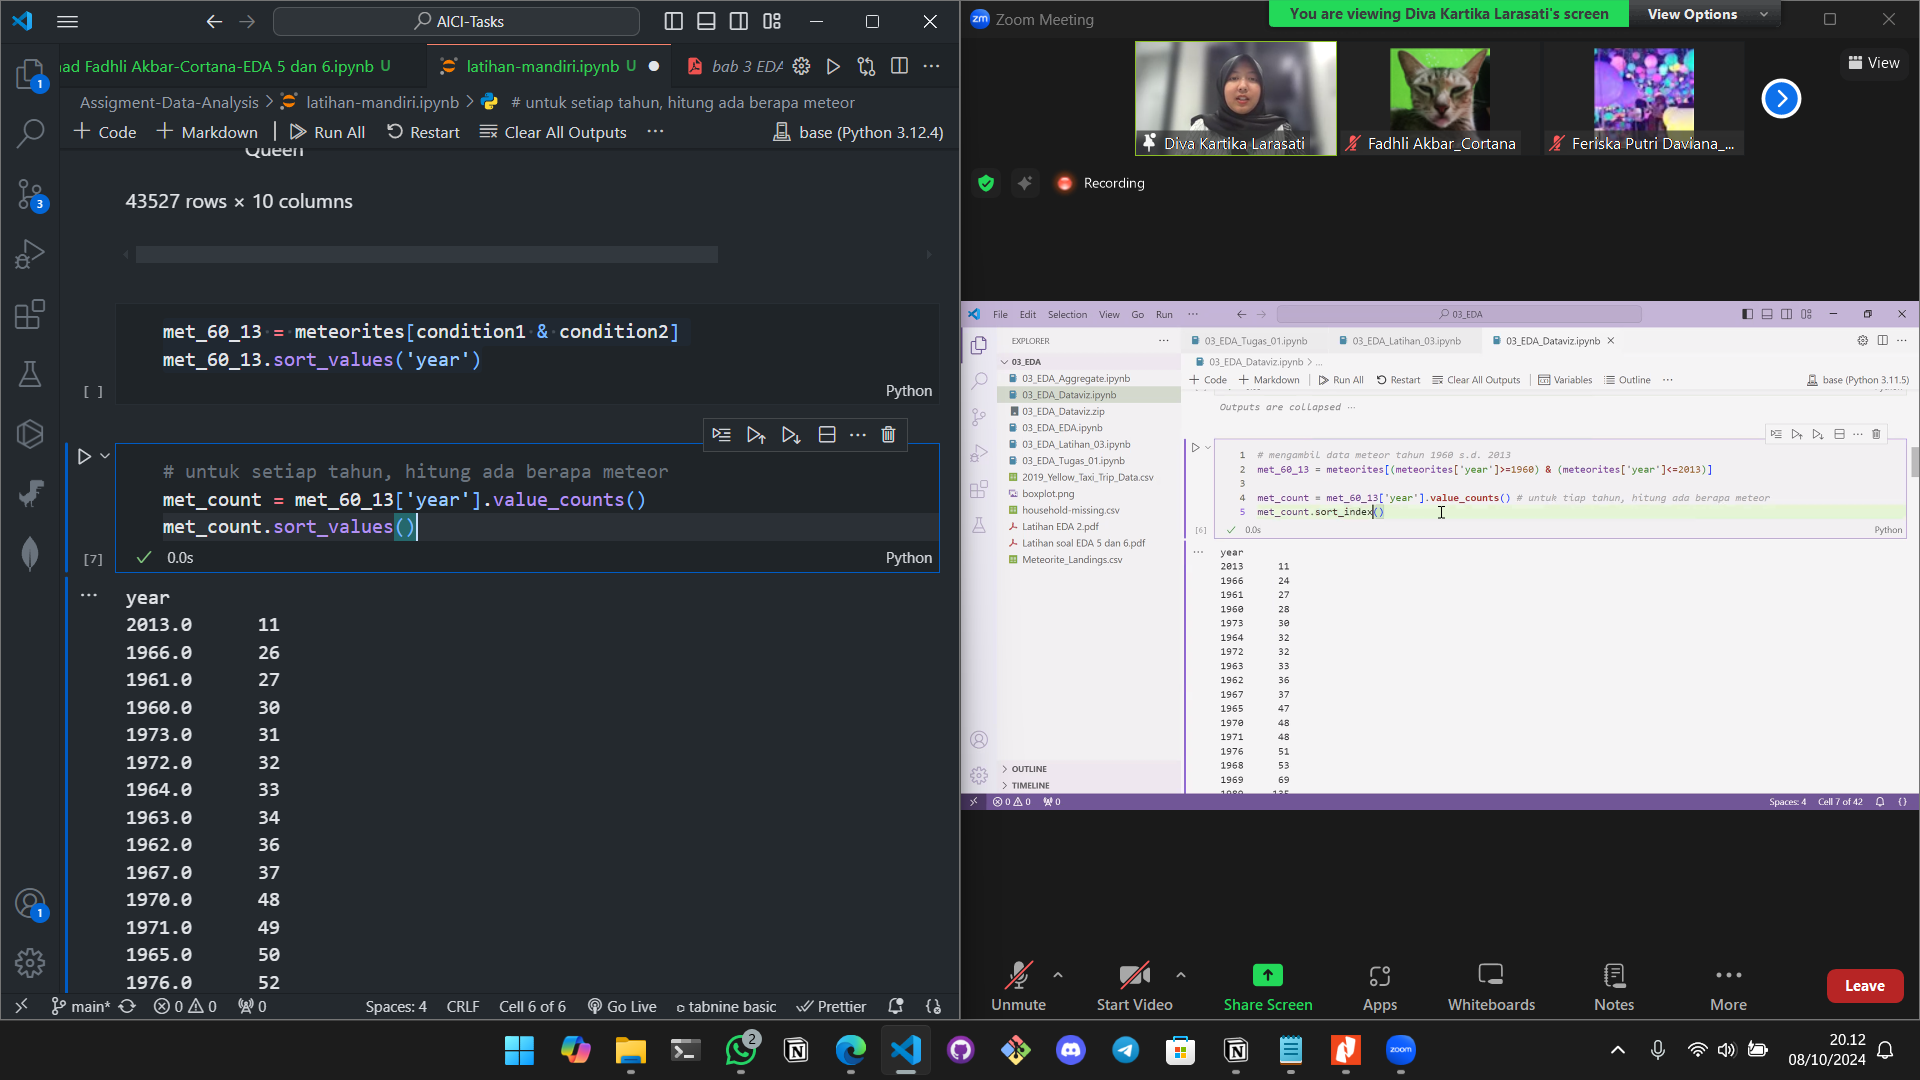 AICI-Tasks
ad Fadhli Akbar-Cortana-EDA 5 dan 6.ipynb U
latihan-mandiri.ipynb U
bab 3 EDA
Assigment-Data-Analysis > latihan-mandiri.ipynb > # untuk setiap tahun, hitung ada berapa meteor
+ Code + Markdown | Run All Restart Clear All Outputs ··· base (Python 3.12.4)
Queen
43527 rows × 10 columns
met_60_13 = meteorites[condition1 & condition2]
met_60_13.sort_values('year')
[ ] Python
# untuk setiap tahun, hitung ada berapa meteor
met_count = met_60_13['year'].value_counts()
met_count.sort_values()
[7] 0.0s Python
year
2013.0 11
1966.0 26
1961.0 27
1960.0 30
1973.0 31
1972.0 32
1964.0 33
1963.0 34
1962.0 36
1967.0 37
1970.0 48
1971.0 49
1965.0 50
1976.0 52
1
3
1
main* 0 0 0 Spaces: 4 CRLF Cell 6 of 6 Go Live tabnine basic Prettier
zm Zoom Meeting
You are viewing Diva Kartika Larasati's screen View Options
View
Diva Kartika Larasati
Fadhli Akbar_Cortana
Feriska Putri Daviana_...
Recording
File Edit Selection View Go Run ··· 03_EDA
EXPLORER ···
03_EDA
03_EDA_Aggregate.ipynb
03_EDA_Dataviz.ipynb
03_EDA_Dataviz.zip
03_EDA_EDA.ipynb
03_EDA_Latihan_03.ipynb
03_EDA_Tugas_01.ipynb
2019_Yellow_Taxi_Trip_Data.csv
boxplot.png
household-missing.csv
Latihan EDA 2.pdf
Latihan soal EDA 5 dan 6.pdf
Meteorite_Landings.csv
OUTLINE
TIMELINE
03_EDA_Tugas_01.ipynb 03_EDA_Latihan_03.ipynb 03_EDA_Dataviz.ipynb
03_EDA_Dataviz.ipynb > ...
+ Code + Markdown | Run All Restart Clear All Outputs | Variables Outline ··· base (Python 3.11.5)
Outputs are collapsed ···
1 # mengambil data meteor tahun 1960 s.d. 2013
2 met_60_13 = meteorites[(meteorites['year']>=1960) & (meteorites['year']<=2013)]
3
4 met_count = met_60_13['year'].value_counts() # untuk tiap tahun, hitung ada berapa meteor
5 met_count.sort_index()
[6] 0.0s Python
year
2013 11
1966 24
1961 27
1960 28
1973 30
1964 32
1972 32
1963 33
1962 36
1967 37
1965 47
1970 48
1971 48
1976 51
1968 53
1969 69
0 0 0 Spaces: 4 Cell 7 of 42
Unmute Start Video Share Screen Apps Whiteboards Notes More Leave
2
zoom
20.12
08/10/2024